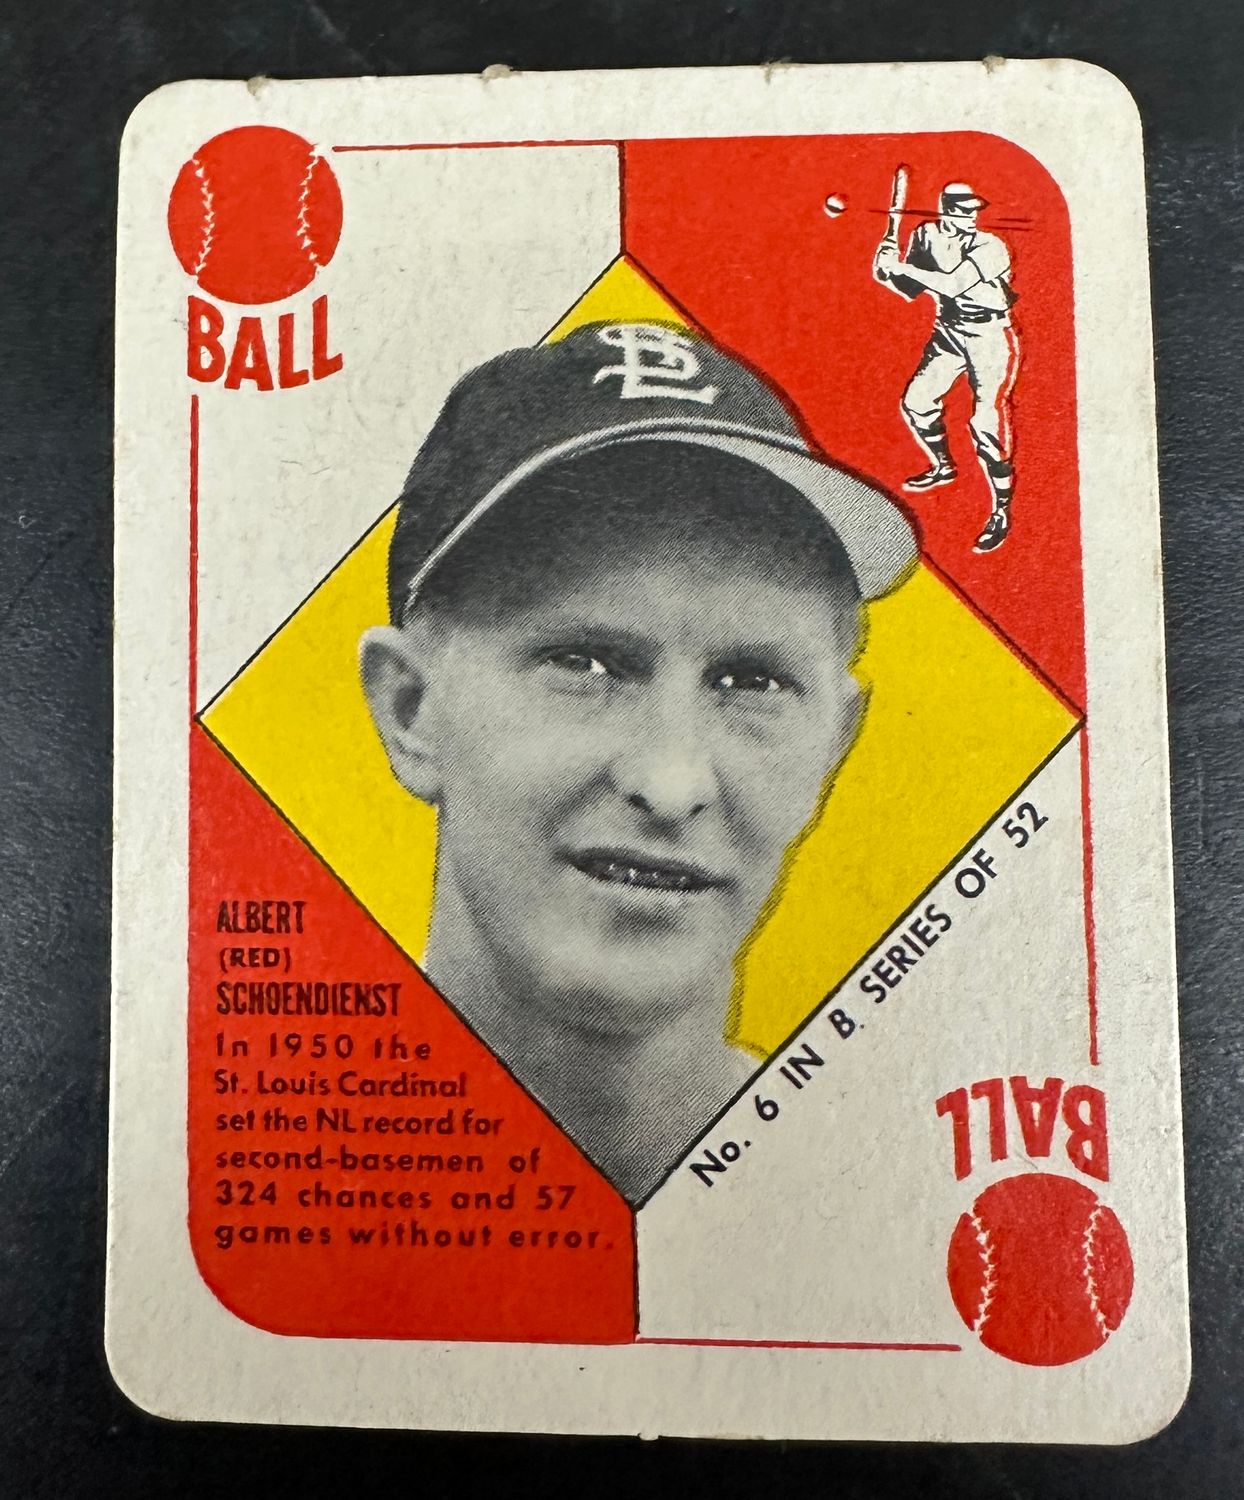 BALL
StL
ALBERT
(RED)
SCHOENDIENST
In 1950 the
St. Louis Cardinal
set the NL record for
second-basemen of
324 chances and 57
games without error.
No. 6 IN B. SERIES OF 52
BALL